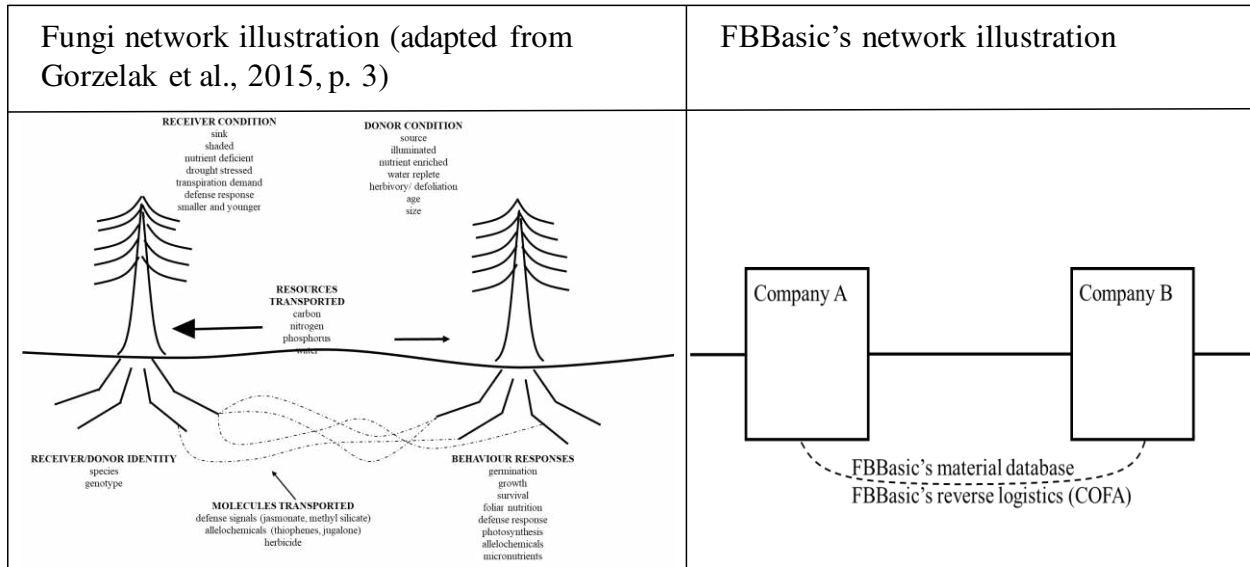 Fungi network illustration (adapted from
Gorzelak et al., 2015, p. 3)
FBBasic's network illustration
RECEIVER CONDITION
sink
shaded
nutrient deficient
drought stressed
transpiration demand
defense response
smaller and younger
DONOR CONDITION
source
illuminated
nutrient enriched
water replete
herbivory/ defoliation
age
size
RESOURCES
TRANSPORTED
carbon
nitrogen
phosphorus
water
RECEIVER/DONOR IDENTITY
species
genotype
MOLECULES TRANSPORTED
defense signals (jasmonate, methyl silicate)
allelochemicals (thiophenes, jugalone)
herbicide
BEHAVIOUR RESPONSES
germination
growth
survival
foliar nutrition
defense response
photosynthesis
allelochemicals
micronutrients
Company A
Company B
FBBasic's material database
FBBasic's reverse logistics (COFA)